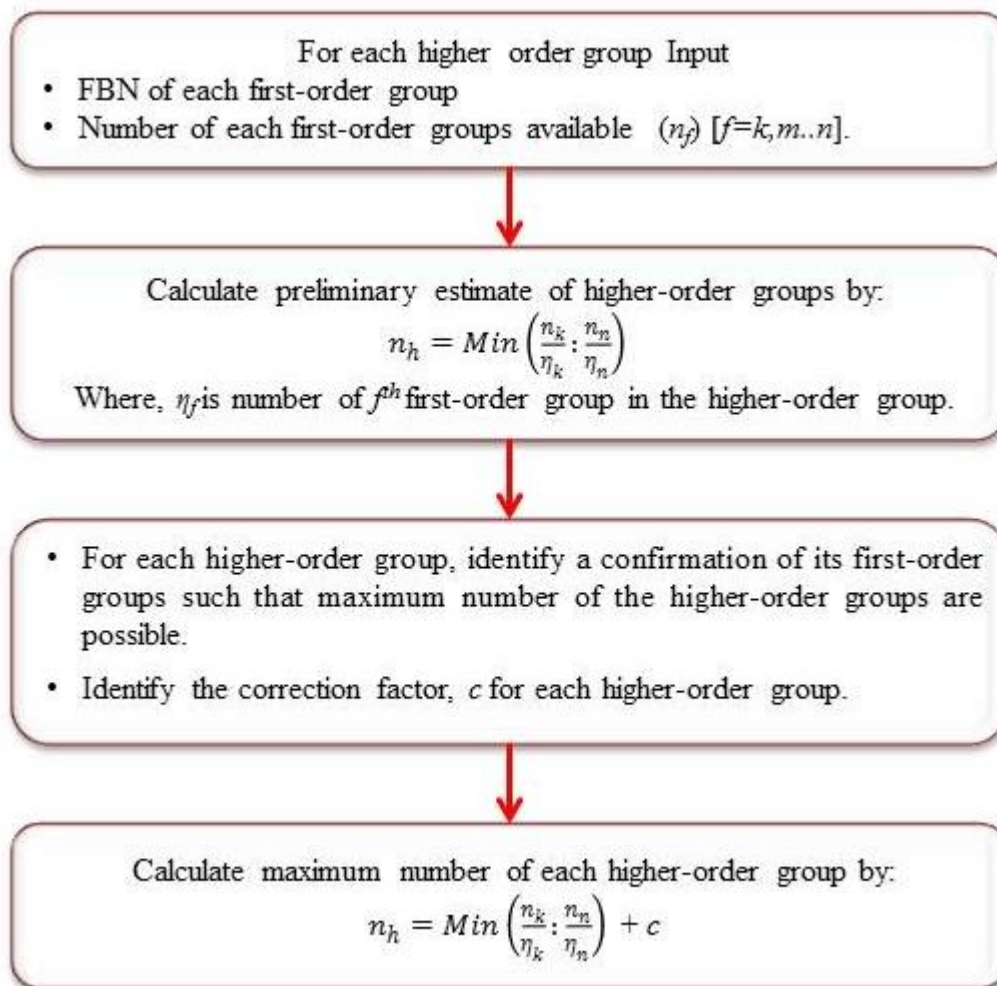 For each higher order group Input
• FBN of each first-order group
• Number of each first-order groups available (n_f) [f=k,m..n].
Calculate preliminary estimate of higher-order groups by:
n_h = Min (n_k/η_k : n_n/η_n)
Where, η_f is number of f^th first-order group in the higher-order group.
• For each higher-order group, identify a confirmation of its first-order
groups such that maximum number of the higher-order groups are
possible.
• Identify the correction factor, c for each higher-order group.
Calculate maximum number of each higher-order group by:
n_h = Min (n_k/η_k : n_n/η_n) + c